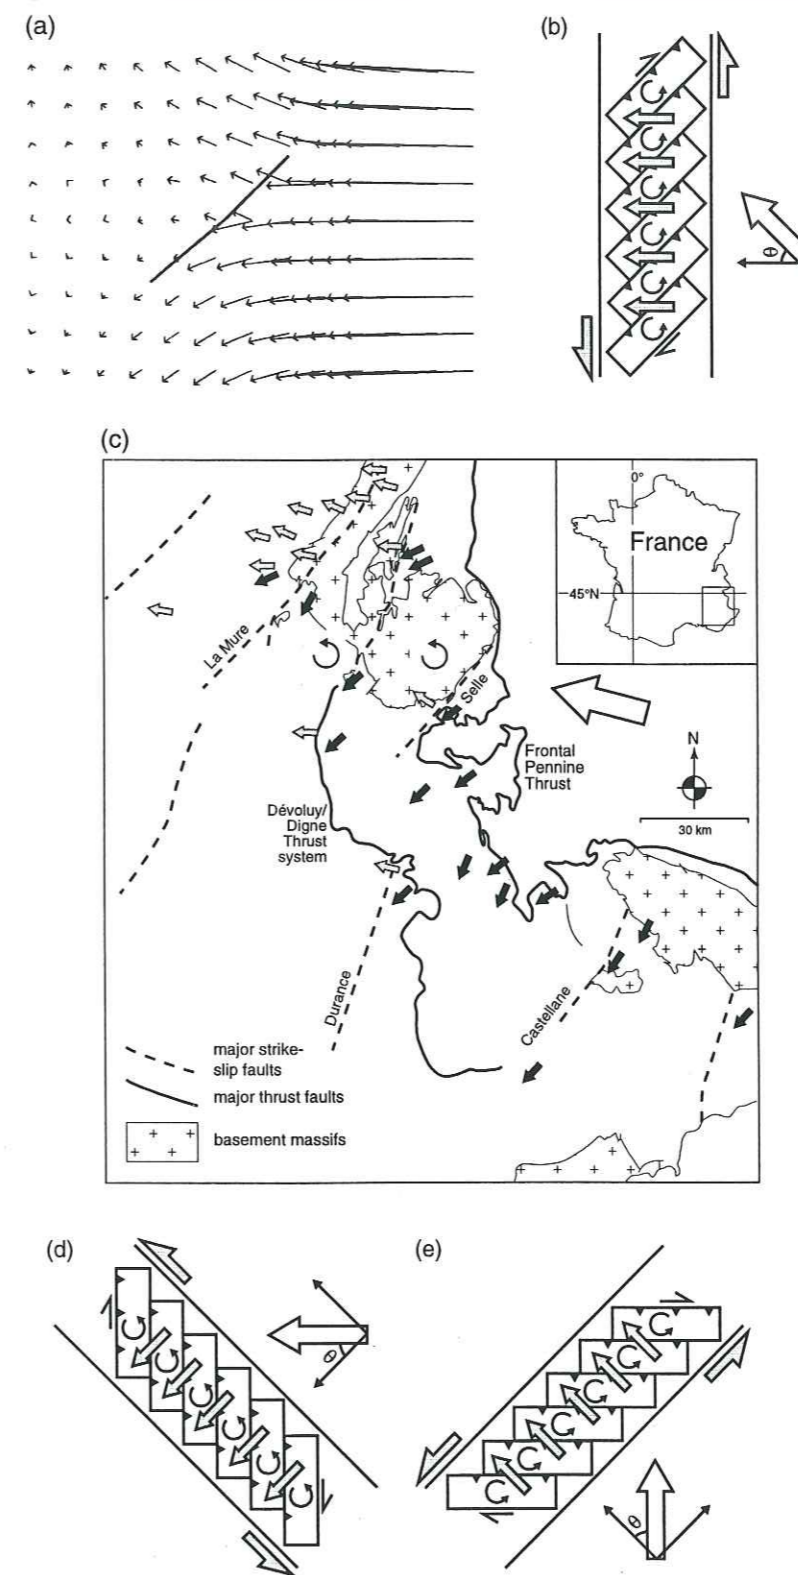 (a)
(b)
θ
(c)
0°
France
45°N
La Mure
Selle
N
Frontal
Pennine
Thrust
30 km
Dévoluy/
Digne
Thrust
system
Durance
Castellane
major strike-
slip faults
major thrust faults
basement massifs
(d)
θ
(e)
θ